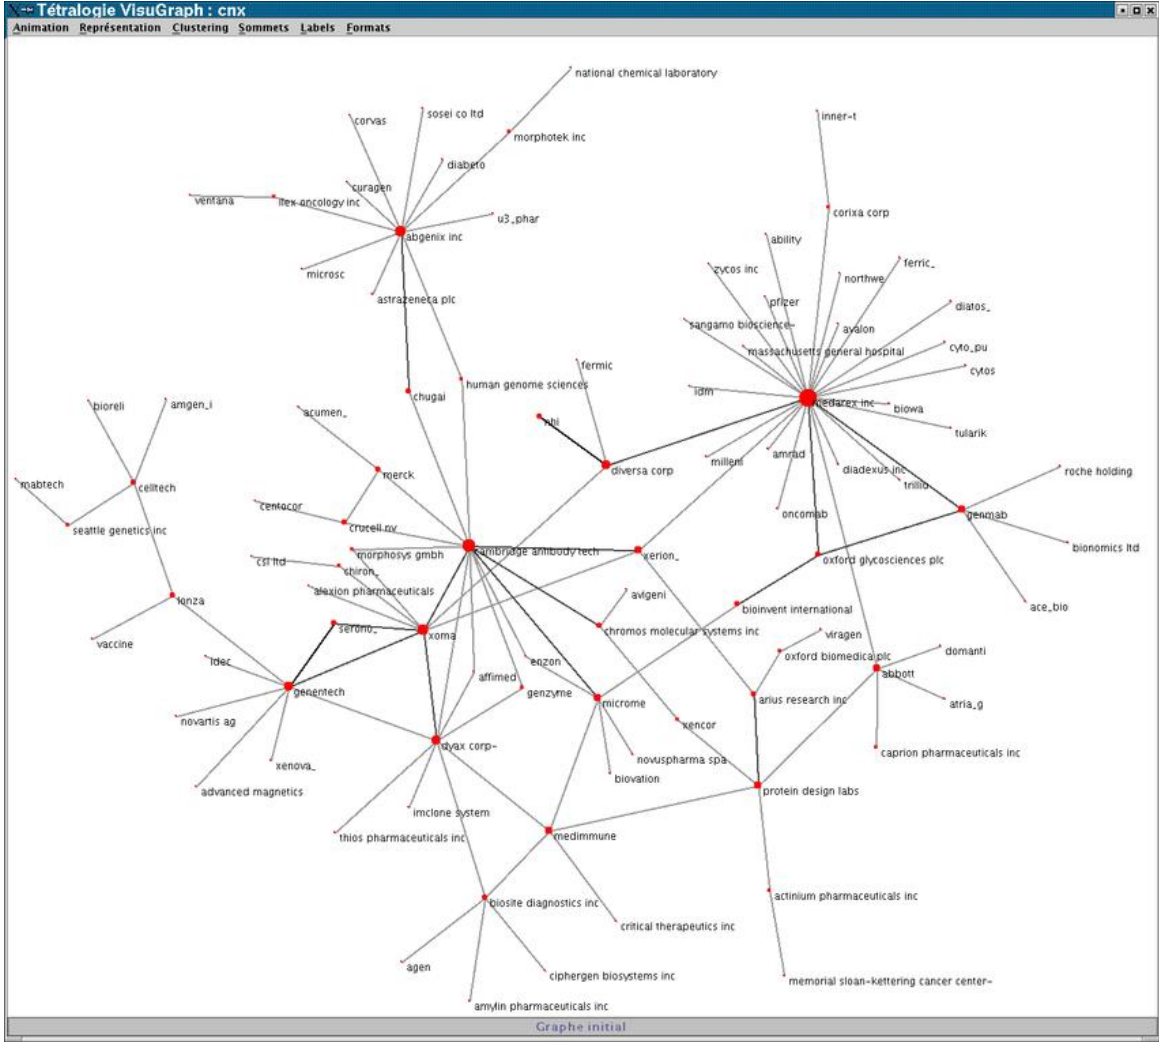 Tétralogie VisuGraph : cnx
Animation Représentation Clustering Sommets Labels Formats
national chemical laboratory
sosei co ltd
corvas
inner-t
morphotek inc
diabeto
curagen
ventana
ilex oncology inc
corixa corp
u3_phar
abgenix inc
ability
ferric_
zycos inc
northwe
microsc
astrazeneca plc
pfizer
diatos_
sangamo bioscience-
avalon
massachusetts general hospital
cyto_pu
fermic
cytos
human genome sciences
idm
chugai
medarex inc
biowa
bioreli
amgen_i
acumen_
nhi
tularik
milleni
amrad
diversa corp
diadexus inc
roche holding
merck
trillid
mabtech
celltech
centocor
oncomab
genmab
seattle genetics inc
crucell nv
bionomics ltd
morphosys gmbh
cambridge antibody tech
xerion_
oxford glycosciences plc
csl ltd
chiron_
alexion pharmaceuticals
avigeni
lonza
bioinvent international
ace_bio
serono_
xoma
chromos molecular systems inc
viragen
vaccine
domanti
idec
enzon
oxford biomedica plc
affimed
abbott
genentech
genzyme
microme
arius research inc
atria_g
novartis ag
xencor
dyax corp-
caprion pharmaceuticals inc
novuspharma spa
xenova_
biovation
advanced magnetics
protein design labs
imclone system
thios pharmaceuticals inc
medimmune
actinium pharmaceuticals inc
biosite diagnostics inc
critical therapeutics inc
agen
ciphergen biosystems inc
memorial sloan-kettering cancer center-
amylin pharmaceuticals inc
Graphe initial